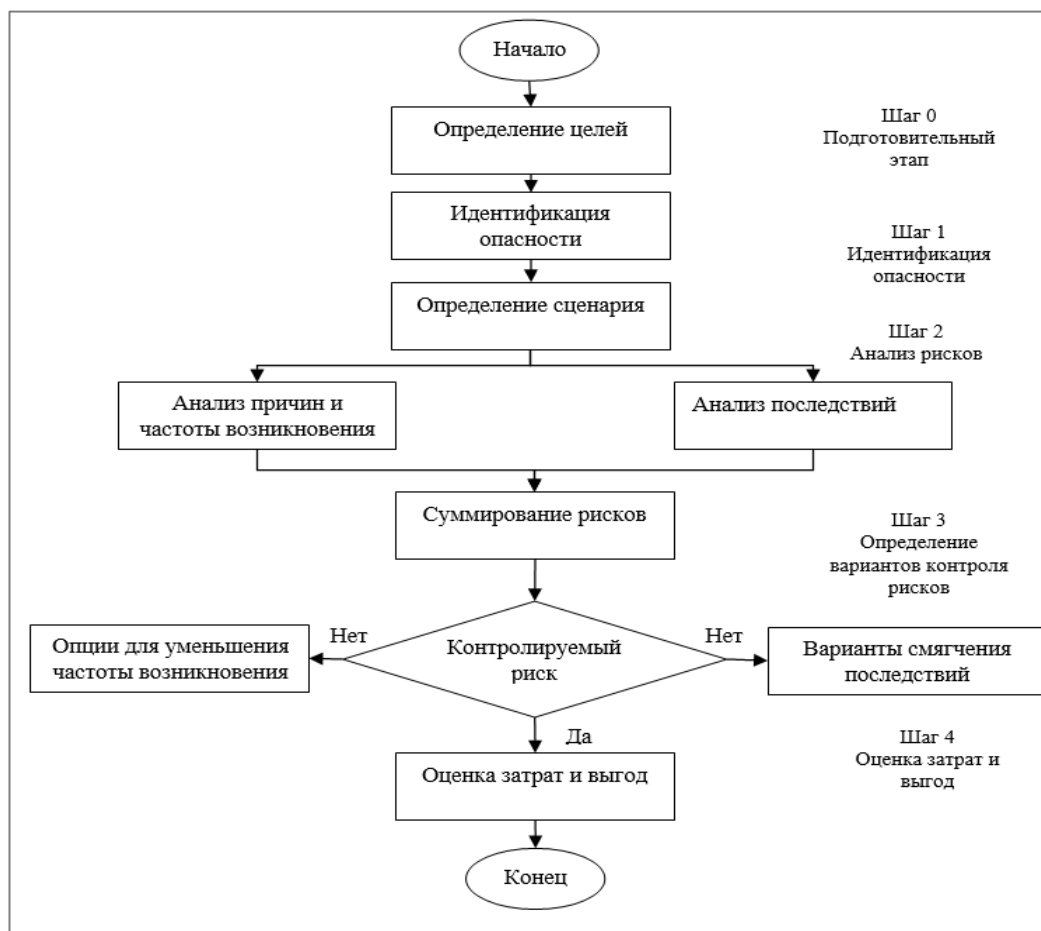 Начало
Определение целей
Шаг 0
Подготовительный
этап
Идентификация
опасности
Шаг 1
Идентификация
опасности
Определение сценария
Шаг 2
Анализ рисков
Анализ причин и
частоты возникновения
Анализ последствий
Суммирование рисков
Шаг 3
Определение
вариантов контроля
рисков
Нет
Нет
Опции для уменьшения
частоты возникновения
Контролируемый
риск
Варианты смягчения
последствий
Да
Шаг 4
Оценка затрат и
выгод
Оценка затрат и выгод
Конец